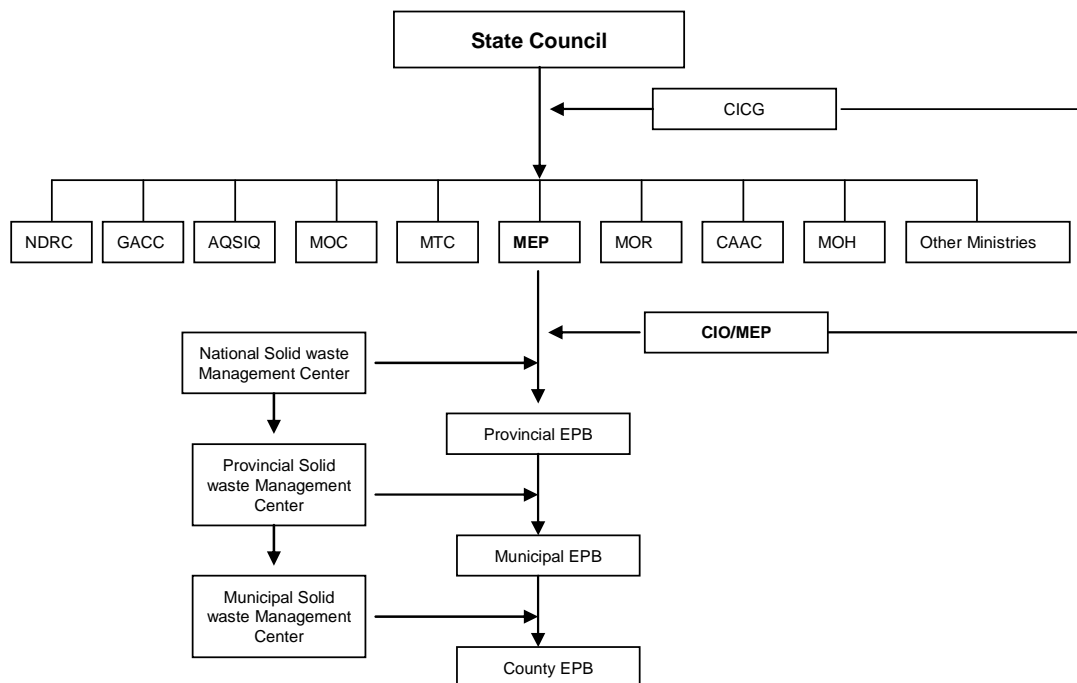 State Council
CICG
NDRC
GACC
AQSIQ
MOC
MTC
MEP
MOR
CAAC
MOH
Other Ministries
CIO/MEP
National Solid waste
Management Center
Provincial EPB
Provincial Solid
waste Management
Center
Municipal EPB
Municipal Solid
waste Management
Center
County EPB